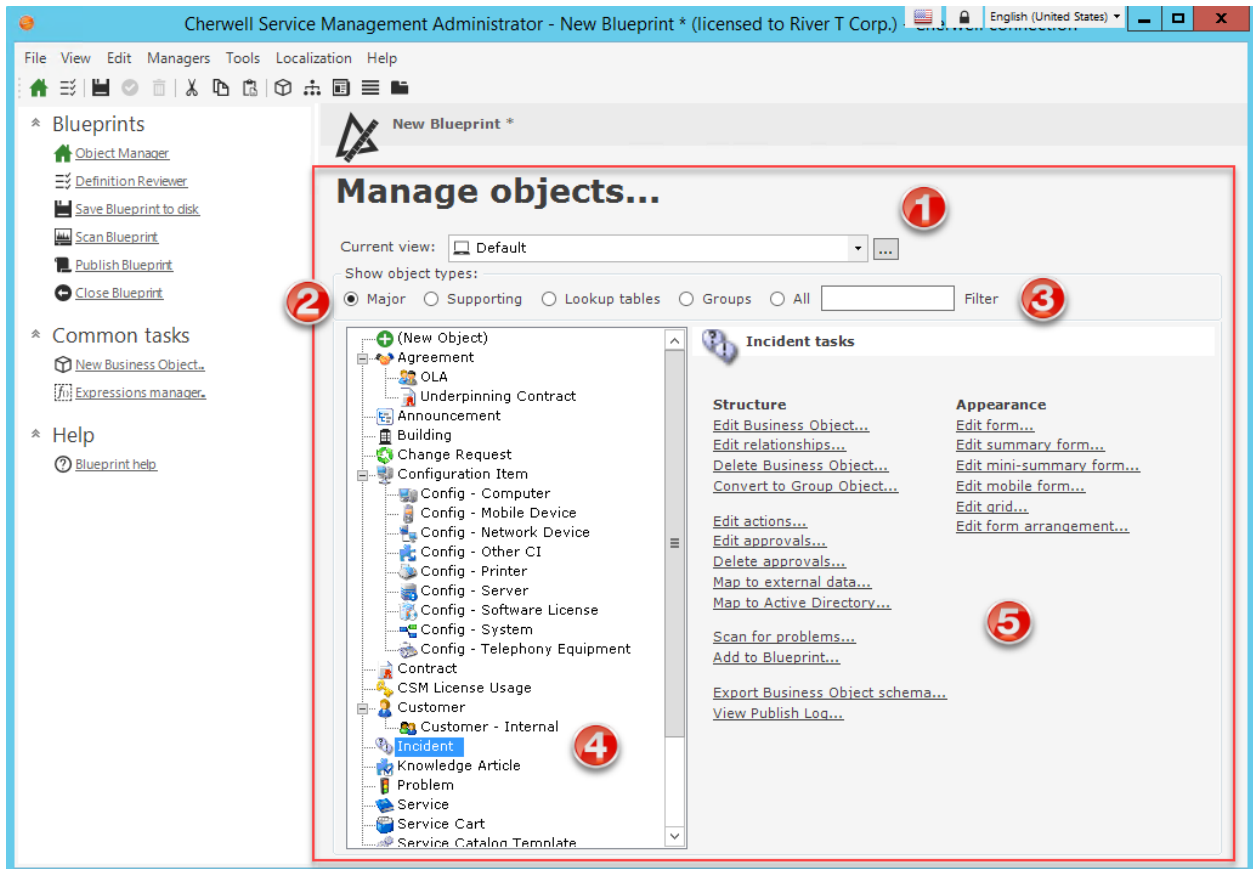 Cherwell Service Management Administrator - New Blueprint * (licensed to River T Corp.) - Cherwell connection
English (United States)
File View Edit Managers Tools Localization Help
Blueprints
Object Manager
Definition Reviewer
Save Blueprint to disk
Scan Blueprint
Publish Blueprint
Close Blueprint
Common tasks
New Business Object...
Expressions manager...
Help
Blueprint help
New Blueprint *
Manage objects...
1
Current view: Default ...
Show object types:
2
Major Supporting Lookup tables Groups All Filter
3
(New Object)
Agreement
OLA
Underpinning Contract
Announcement
Building
Change Request
Configuration Item
Config - Computer
Config - Mobile Device
Config - Network Device
Config - Other CI
Config - Printer
Config - Server
Config - Software License
Config - System
Config - Telephony Equipment
Contract
CSM License Usage
Customer
Customer - Internal
Incident
4
Knowledge Article
Problem
Service
Service Cart
Service Catalog Template
Incident tasks
Structure
Edit Business Object...
Edit relationships...
Delete Business Object...
Convert to Group Object...
Edit actions...
Edit approvals...
Delete approvals...
Map to external data...
Map to Active Directory...
Scan for problems...
Add to Blueprint...
Export Business Object schema...
View Publish Log...
Appearance
Edit form...
Edit summary form...
Edit mini-summary form...
Edit mobile form...
Edit grid...
Edit form arrangement...
5